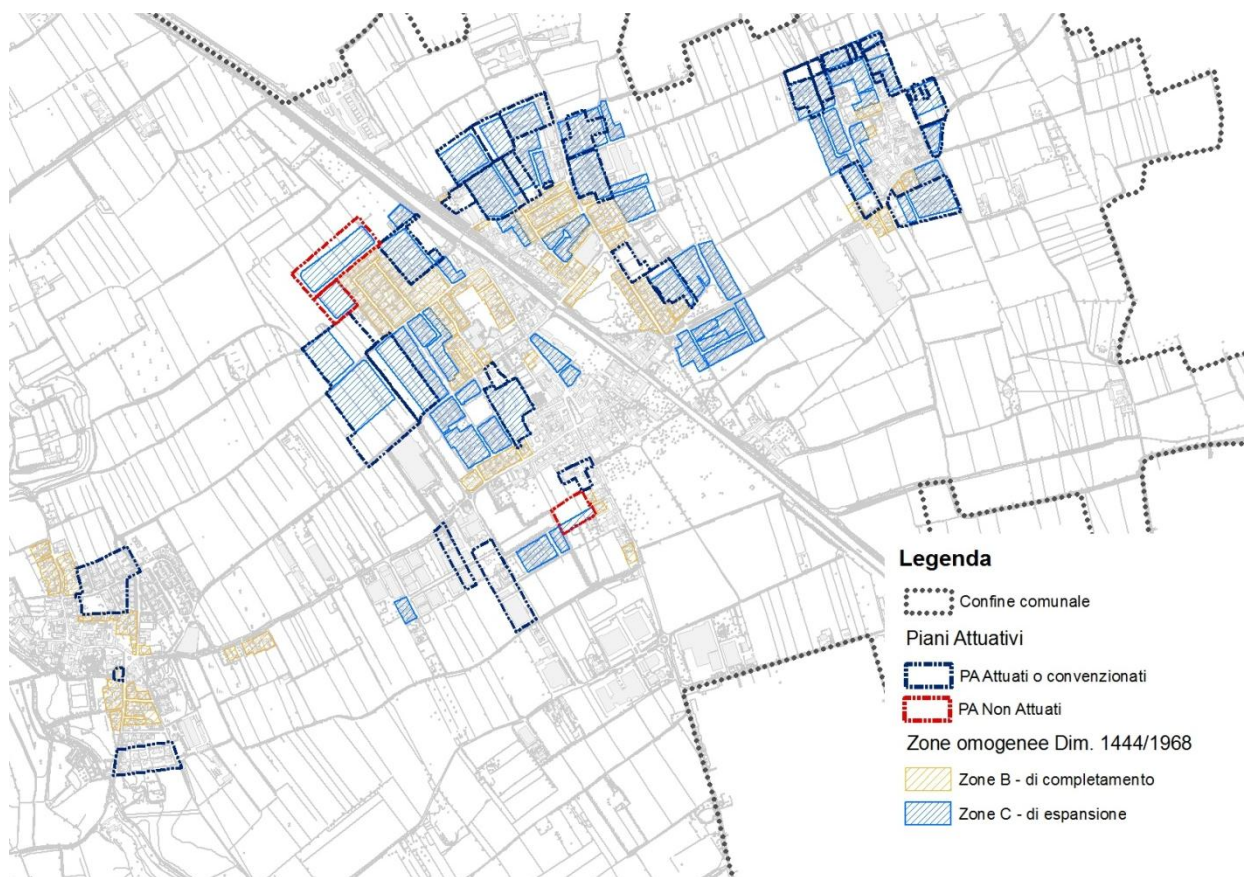 Legenda
Confine comunale
Piani Attuativi
PA Attuati o convenzionati
PA Non Attuati
Zone omogenee Dim. 1444/1968
Zone B - di completamento
Zone C - di espansione